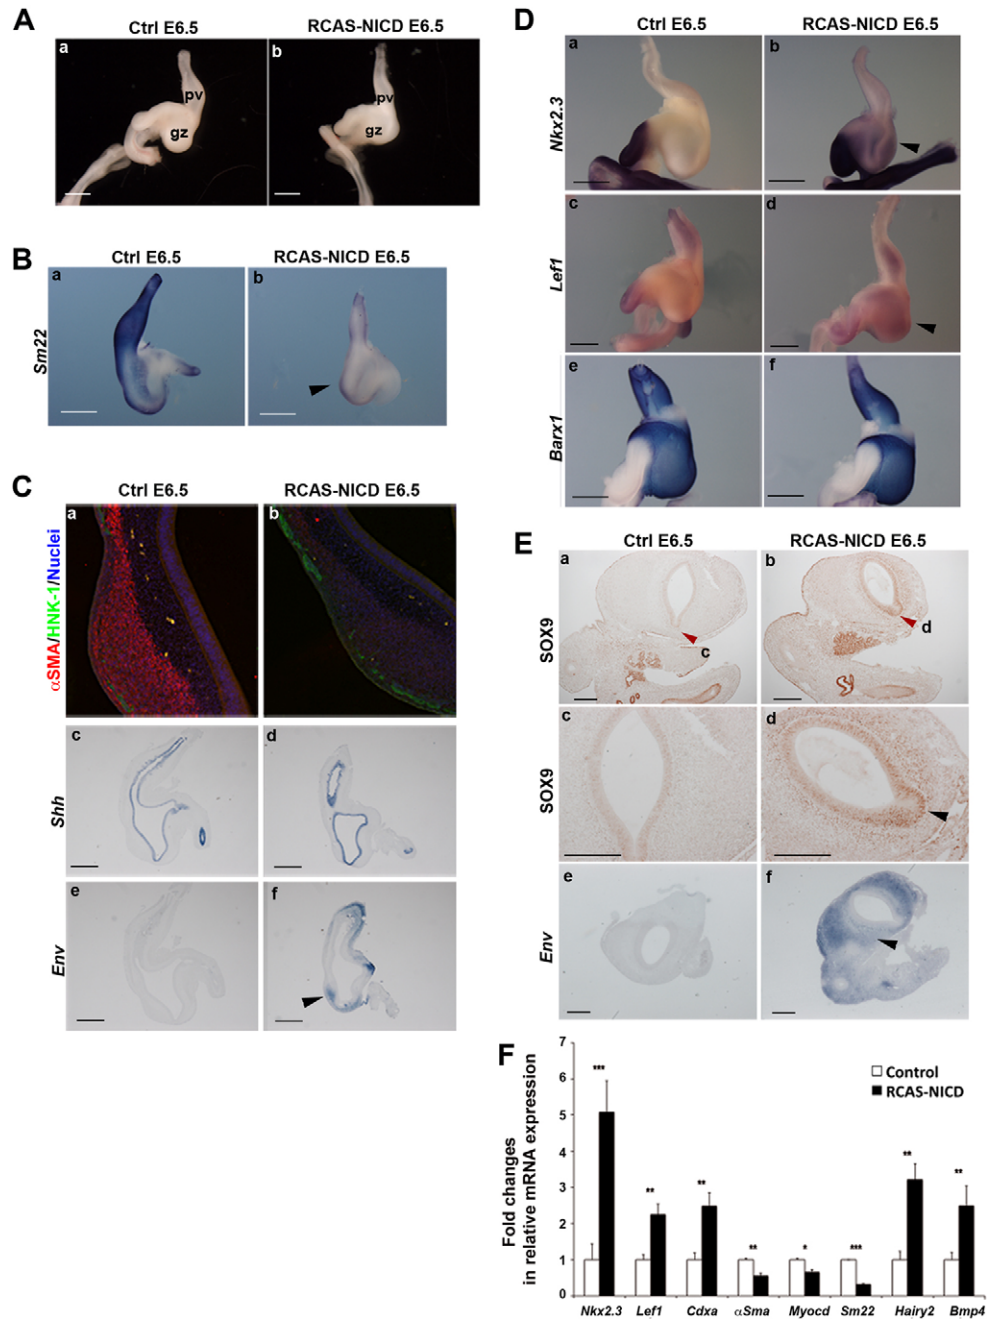 A
Ctrl E6.5
RCAS-NICD E6.5
a
b
pv
gz
pv
gz
B
Ctrl E6.5
RCAS-NICD E6.5
Sm22
a
b
C
Ctrl E6.5
RCAS-NICD E6.5
αSMA/HNK-1/Nuclei
a
b
Shh
c
d
Env
e
f
D
Ctrl E6.5
RCAS-NICD E6.5
Nkx2.3
a
b
Lef1
c
d
Barx1
e
f
E
Ctrl E6.5
RCAS-NICD E6.5
SOX9
a
b
c
d
SOX9
c
d
Env
e
f
F
Fold changes
in relative mRNA expression
7
6
5
4
3
2
1
0
Control
RCAS-NICD
***
**
**
**
*
***
**
**
Nkx2.3 Lef1 Cdxa αSma Myocd Sm22 Hairy2 Bmp4